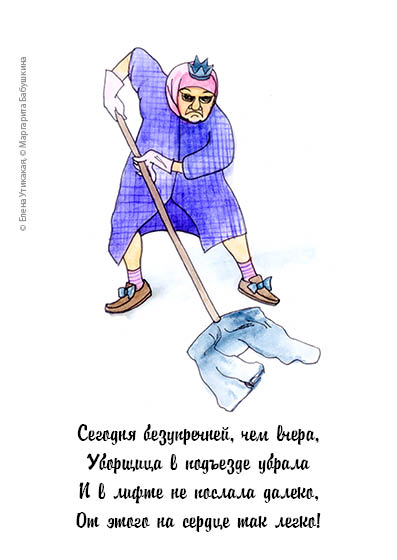 © Елена Утикакая, © Маргарита Бабушкина
Сегодня безупречней, чем вчера,
Уборщица в подъезде убрала
И в лифте не послала далеко,
От этого на сердце так легко!